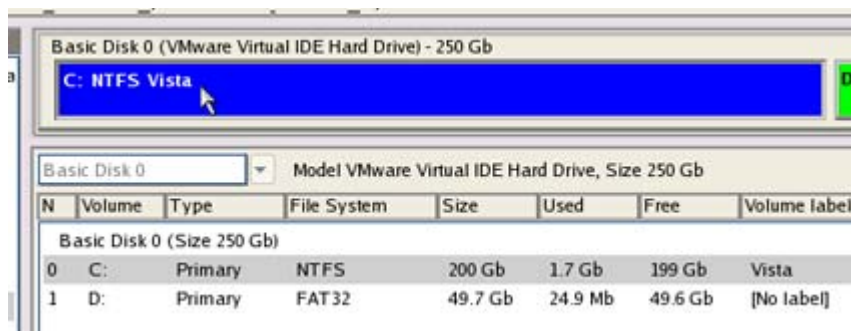 Basic Disk 0 (VMware Virtual IDE Hard Drive) - 250 Gb
C: NTFS Vista
Basic Disk 0 Model VMware Virtual IDE Hard Drive, Size 250 Gb
N Volume Type File System Size Used Free Volume label
Basic Disk 0 (Size 250 Gb)
0 C: Primary NTFS 200 Gb 1.7 Gb 199 Gb Vista
1 D: Primary FAT32 49.7 Gb 24.9 Mb 49.6 Gb [No label]